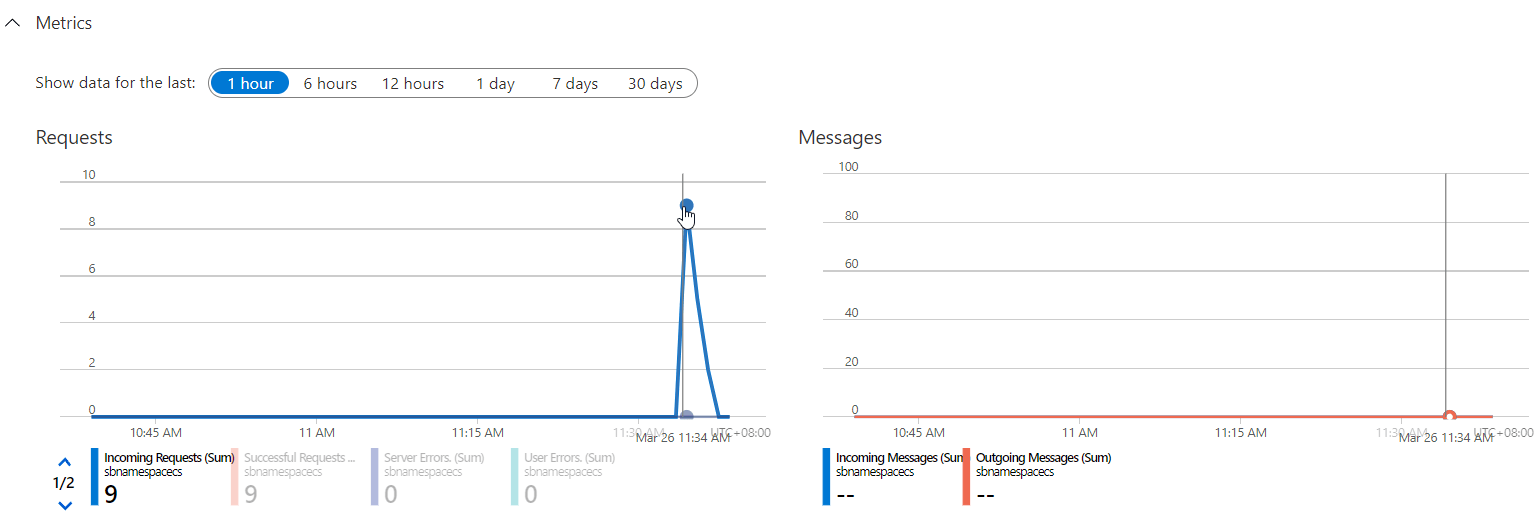 Metrics
Show data for the last: 1 hour 6 hours 12 hours 1 day 7 days 30 days
Requests
10
8
6
4
2
0
10:45 AM 11 AM 11:15 AM 11:30 AM UTC+08:00
Mar 26 11:34 AM
1/2
Incoming Requests (Sum)
sbnamespacecs
9
Successful Requests ...
sbnamespacecs
9
Server Errors. (Sum)
sbnamespacecs
0
User Errors. (Sum)
sbnamespacecs
0
Messages
100
80
60
40
20
0
10:45 AM 11 AM 11:15 AM 11:30 AM UTC+08:00
Mar 26 11:34 AM
Incoming Messages (Sum
sbnamespacecs
--
Outgoing Messages (Sum)
sbnamespacecs
--